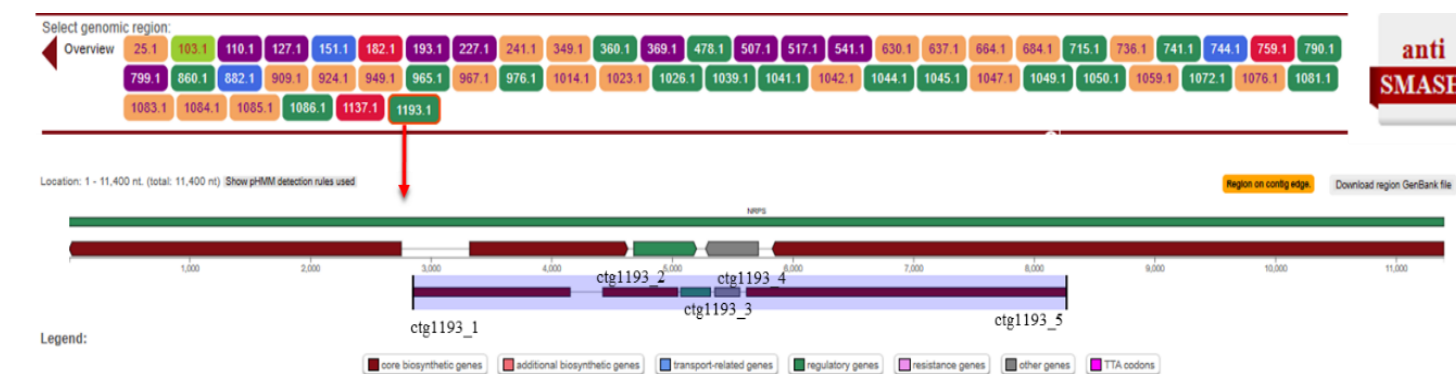 Select genomic region:
Overview 25.1 103.1 110.1 127.1 151.1 182.1 193.1 227.1 241.1 349.1 360.1 369.1 478.1 507.1 517.1 541.1 630.1 637.1 664.1 684.1 715.1 736.1 741.1 744.1 759.1 790.1
799.1 860.1 882.1 909.1 924.1 949.1 965.1 967.1 976.1 1014.1 1023.1 1026.1 1039.1 1041.1 1042.1 1044.1 1045.1 1047.1 1049.1 1050.1 1059.1 1072.1 1076.1 1081.1
1083.1 1084.1 1085.1 1086.1 1137.1 1193.1
anti
SMASH
Location: 1 - 11,400 nt. (total: 11,400 nt) Show pHMM detection rules used
Region on contig edge. Download region GenBank file
NRPS
1,000 2,000 3,000 4,000 5,000 6,000 7,000 8,000 9,000 10,000 11,000
ctg1193_2 ctg1193_4
ctg1193_3
ctg1193_1 ctg1193_5
Legend:
core biosynthetic genes additional biosynthetic genes transport-related genes regulatory genes resistance genes other genes TTA codons